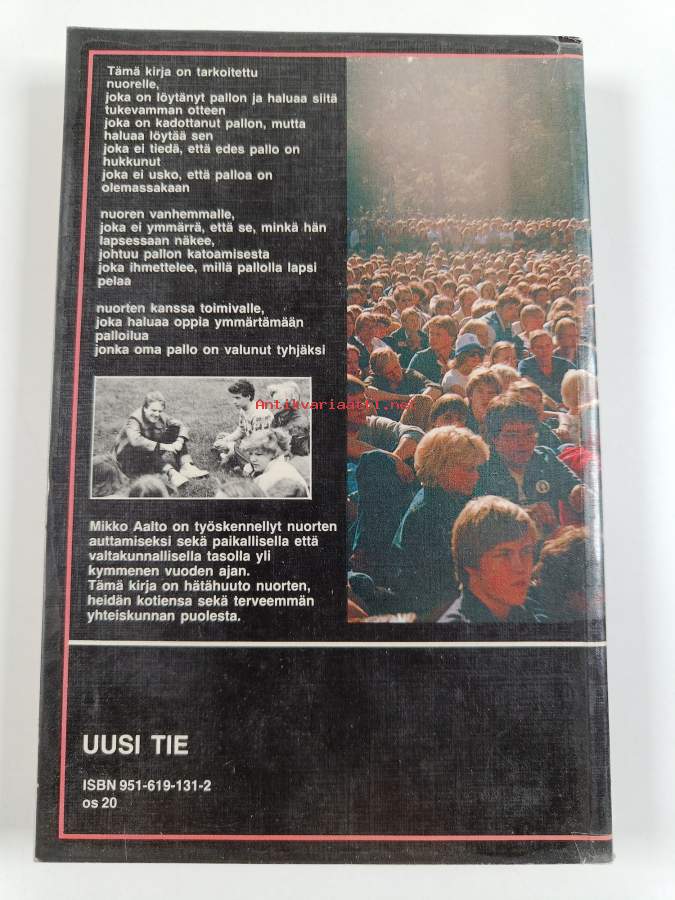 Tämä kirja on tarkoitettu
nuorelle,
joka on löytänyt pallon ja haluaa siitä
tukevamman otteen
joka on kadottanut pallon, mutta
haluaa löytää sen
joka ei tiedä, että edes pallo on
hukkunut
joka ei usko, että palloa on
olemassakaan
nuoren vanhemmalle,
joka ei ymmärrä, että se, minkä hän
lapsessaan näkee,
johtuu pallon katoamisesta
joka ihmettelee, millä pallolla lapsi
pelaa
nuorten kanssa toimivalle,
joka haluaa oppia ymmärtämään
palloilua
jonka oma pallo on valunut tyhjäksi
Antikvariaatti.net
Mikko Aalto on työskennellyt nuorten
auttamiseksi sekä paikallisella että
valtakunnallisella tasolla yli
kymmenen vuoden ajan.
Tämä kirja on hätähuuto nuorten,
heidän kotiensa sekä terveemmän
yhteiskunnan puolesta.
UUSI TIE
ISBN 951-619-131-2
os 20